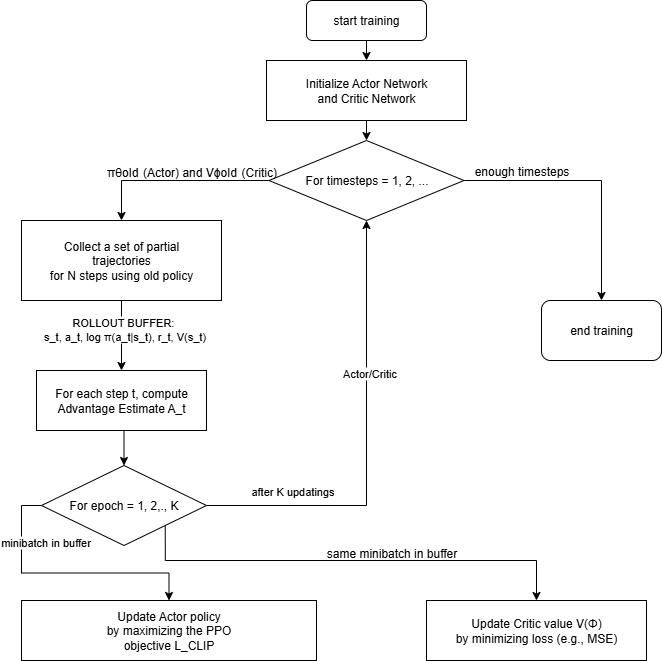 start training
Initialize Actor Network
and Critic Network
πθold (Actor) and Vϕold (Critic)
For timesteps = 1, 2, ...
enough timesteps
Collect a set of partial
trajectories
for N steps using old policy
end training
ROLLOUT BUFFER:
s_t, a_t, log π(a_t|s_t), r_t, V(s_t)
Actor/Critic
For each step t, compute
Advantage Estimate A_t
For epoch = 1, 2,., K
after K updatings
minibatch in buffer
same minibatch in buffer
Update Actor policy
by maximizing the PPO
objective L_CLIP
Update Critic value V(Φ)
by minimizing loss (e.g., MSE)